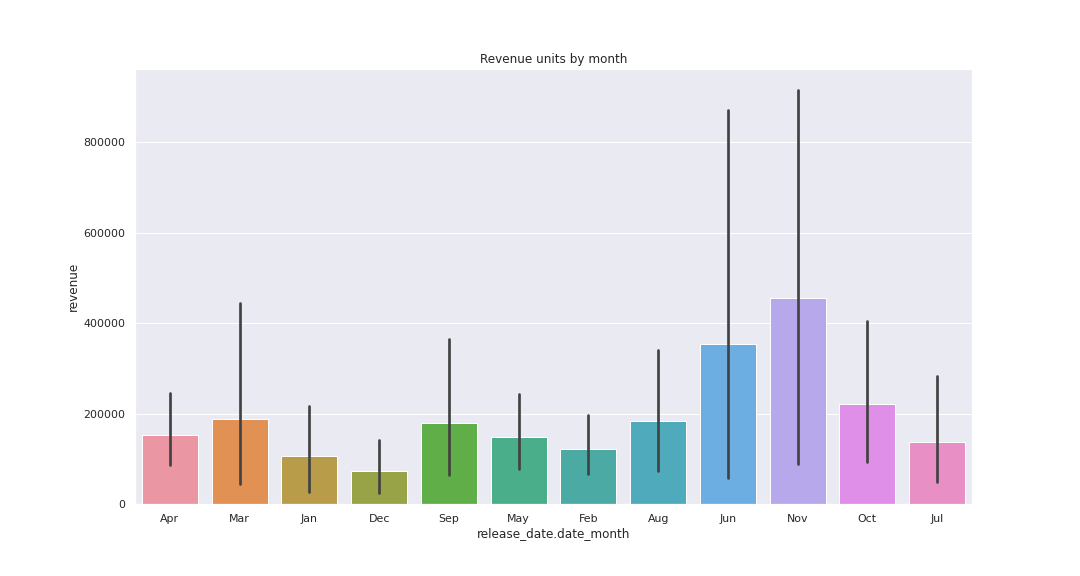 Revenue units by month
revenue
800000
600000
400000
200000
0
Apr Mar Jan Dec Sep May Feb Aug Jun Nov Oct Jul
release_date.date_month